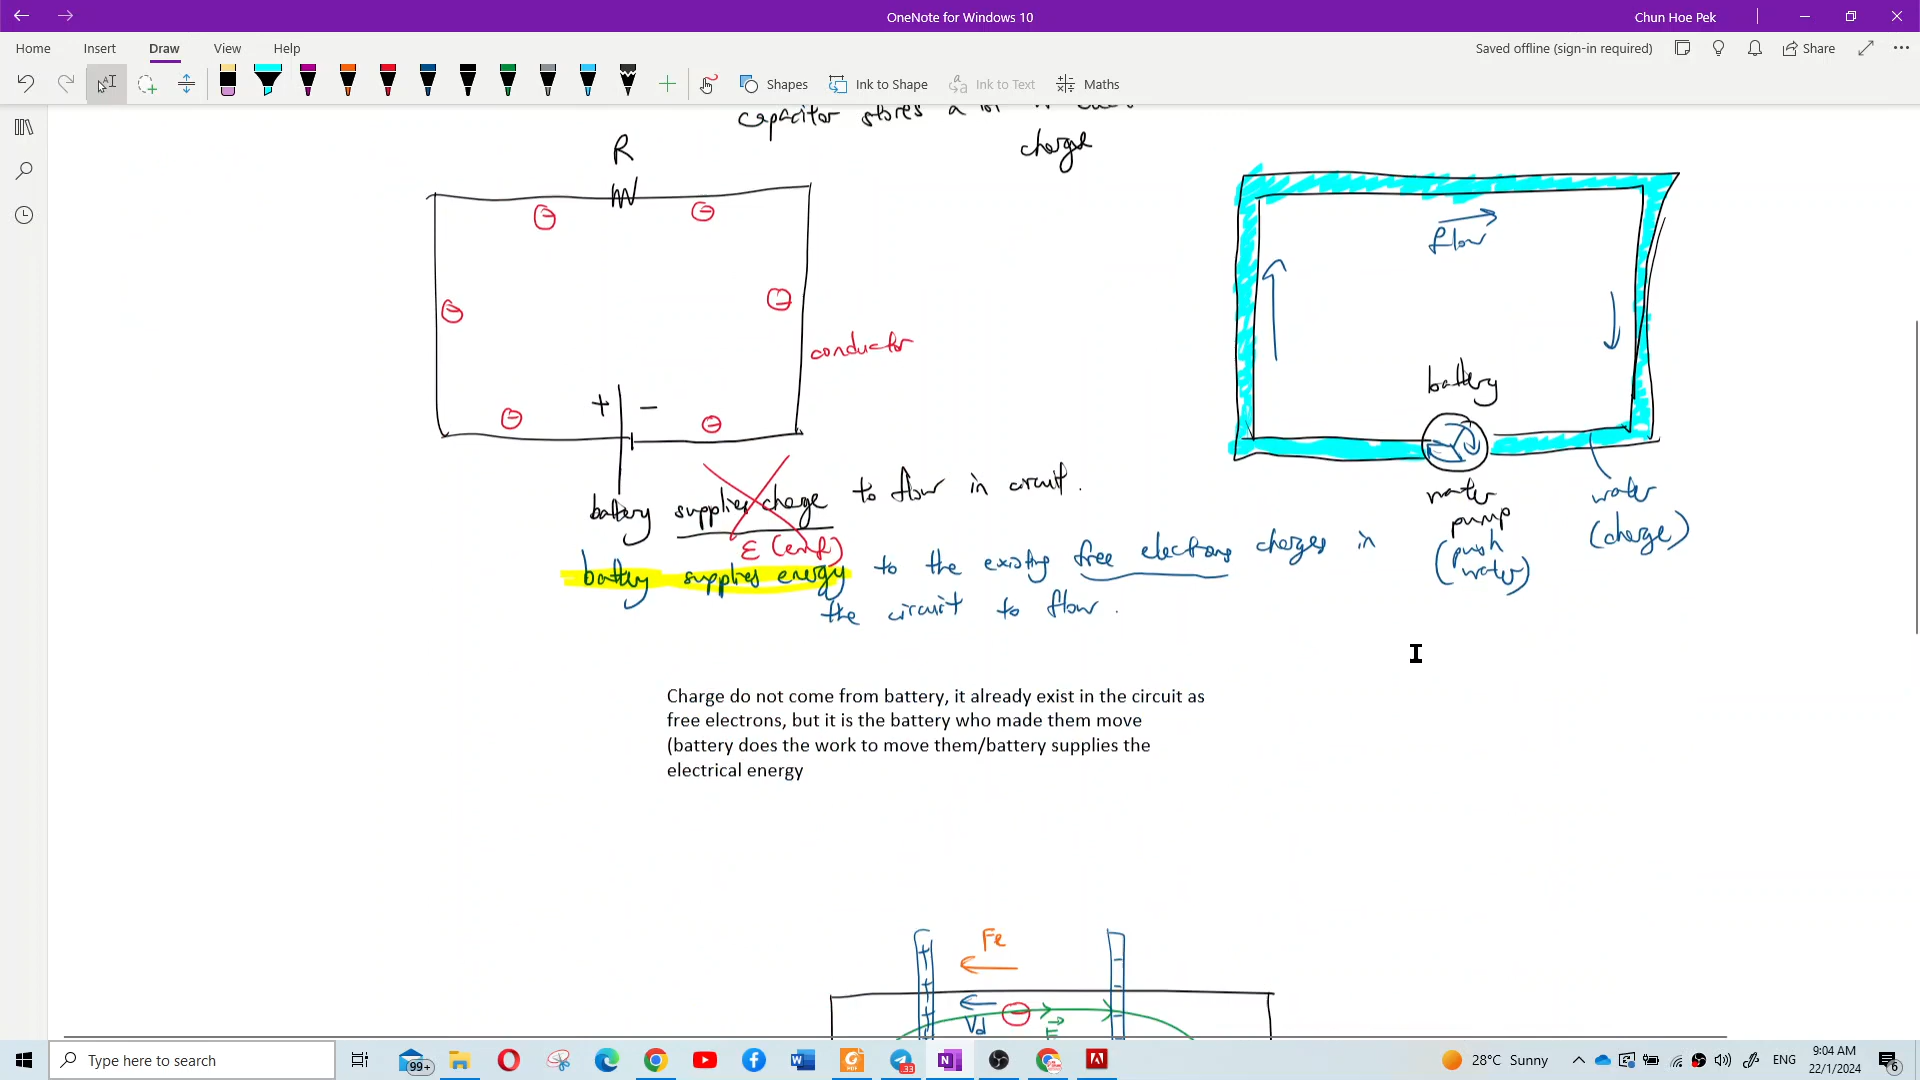 OneNote for Windows 10
Chun Hoe Pek
Home Insert Draw View Help
Saved offline (sign-in required)
Share
Shapes
Ink to Shape
Ink to Text
Maths
capacitor stores a lot
charge
R
conductor
+ -
flow
battery
water
pump
(push
water)
water
(charge)
battery supplies charge to flow in circuit.
ε (emf)
battery supplies energy to the existing free electrons charges in
the circuit to flow.
Charge do not come from battery, it already exist in the circuit as
free electrons, but it is the battery who made them move
(battery does the work to move them/battery supplies the
electrical energy
Fe
Vd
E
Type here to search
99+
33
28°C Sunny
ENG
9:04 AM
22/1/2024
6